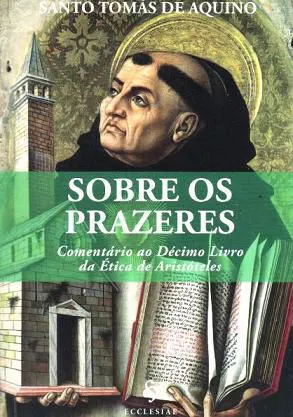 SANTO TOMÁS DE AQUINO
SOBRE OS
PRAZERES
Comentário ao Décimo Livro
da Ética de Aristóteles
ECCLESIAE